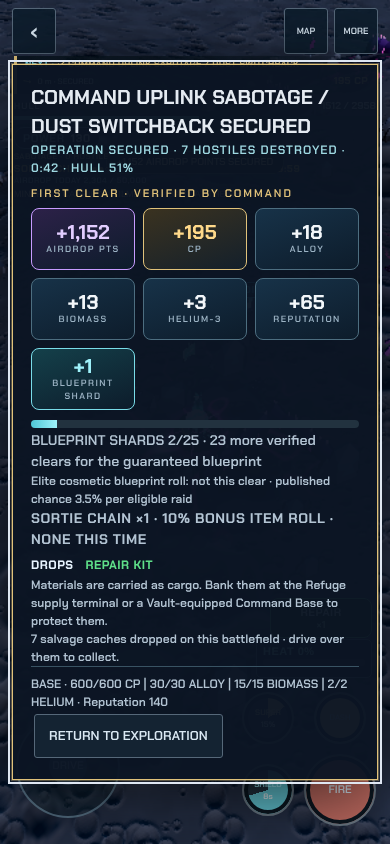 ‹
MAP
MORE
COMMAND UPLINK SABOTAGE /
DUST SWITCHBACK SECURED
OPERATION SECURED · 7 HOSTILES DESTROYED ·
0:42 · HULL 51%
FIRST CLEAR · VERIFIED BY COMMAND
+1,152
AIRDROP PTS
+195
CP
+18
ALLOY
+13
BIOMASS
+3
HELIUM-3
+65
REPUTATION
+1
BLUEPRINT
SHARD
BLUEPRINT SHARDS 2/25 · 23 more verified
clears for the guaranteed blueprint
Elite cosmetic blueprint roll: not this clear · published
chance 3.5% per eligible raid
SORTIE CHAIN ×1 · 10% BONUS ITEM ROLL ·
NONE THIS TIME
DROPS REPAIR KIT
Materials are carried as cargo. Bank them at the Refuge
supply terminal or a Vault-equipped Command Base to
protect them.
7 salvage caches dropped on this battlefield · drive over
them to collect.
BASE · 600/600 CP | 30/30 ALLOY | 15/15 BIOMASS | 2/2
HELIUM · Reputation 140
RETURN TO EXPLORATION
8s
FIRE